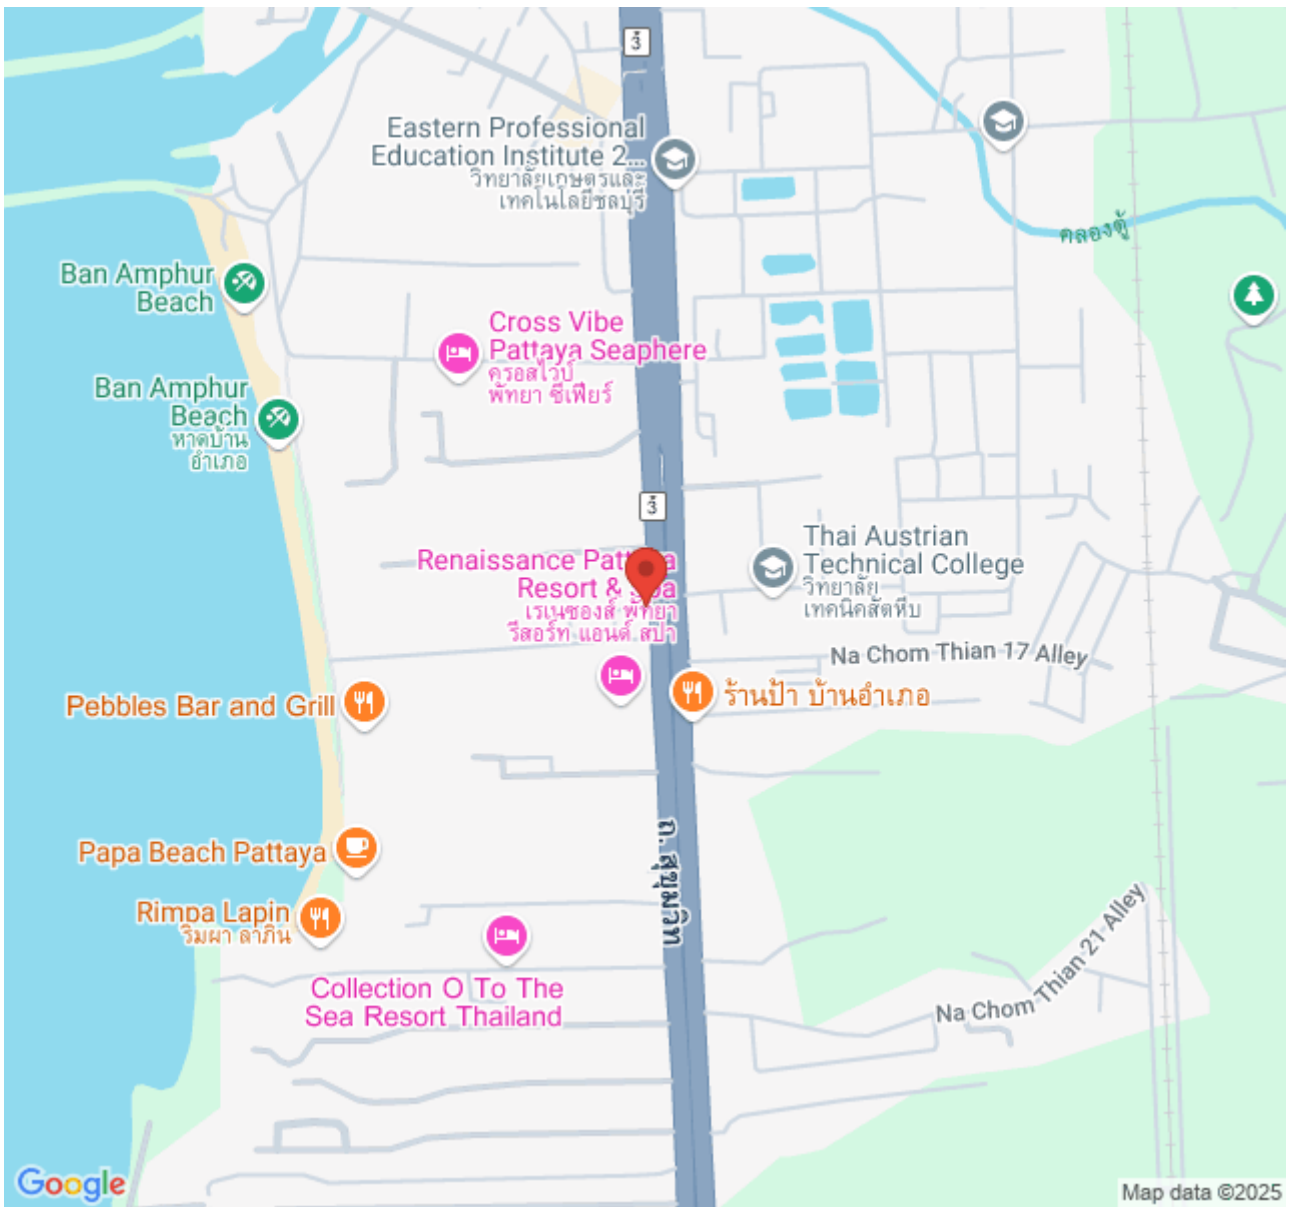 3
Eastern Professional
Education Institute 2...
วิทยาลัยเกษตรและ
เทคโนโลยีชลบุรี
คลองตู้
Ban Amphur
Beach
Cross Vibe
Pattaya Seaphere
ครอสไวบ์
พัทยา ซีเฟียร์
Ban Amphur
Beach
หาดบ้าน
อำเภอ
3
Thai Austrian
Technical College
วิทยาลัย
เทคนิคสัตหีบ
Renaissance
Resort &
เรเนซองส์ พัทยา
รีสอร์ท แอนด์ สปา
Na Chom Thian 17 Alley
Pebbles Bar and Grill
ร้านป้า บ้านอำเภอ
ถ. สุขุมวิท
Papa Beach Pattaya
Rimpa Lapin
ริมผา ลาภิน
Na Chom Thian 21 Alley
Collection O To The
Sea Resort Thailand
Google
Map data ©2025